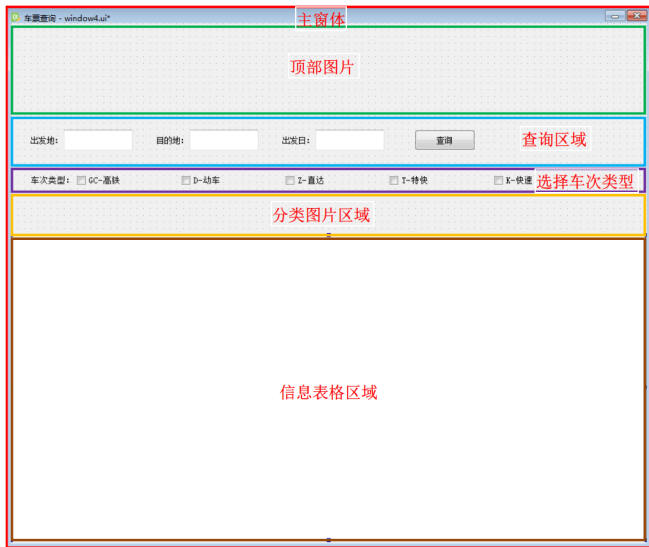 车票查询 - window4.ui*
主窗体
顶部图片
出发地:
目的地:
出发日:
查询
查询区域
车次类型:
GC-高铁
D-动车
Z-直达
T-特快
K-快速
选择车次类型
分类图片区域
信息表格区域